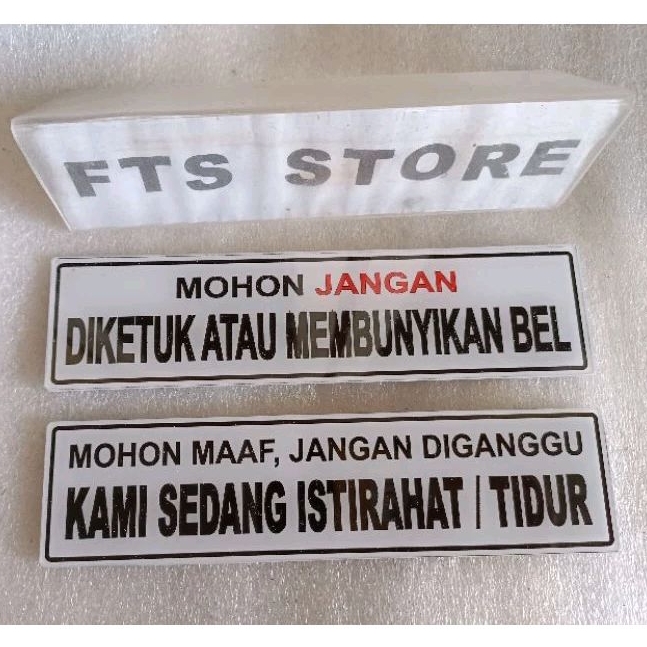 FTS STORE
MOHON JANGAN
DIKETUK ATAU MEMBUNYIKAN BEL
MOHON MAAF, JANGAN DIGANGGU
KAMI SEDANG ISTIRAHAT / TIDUR